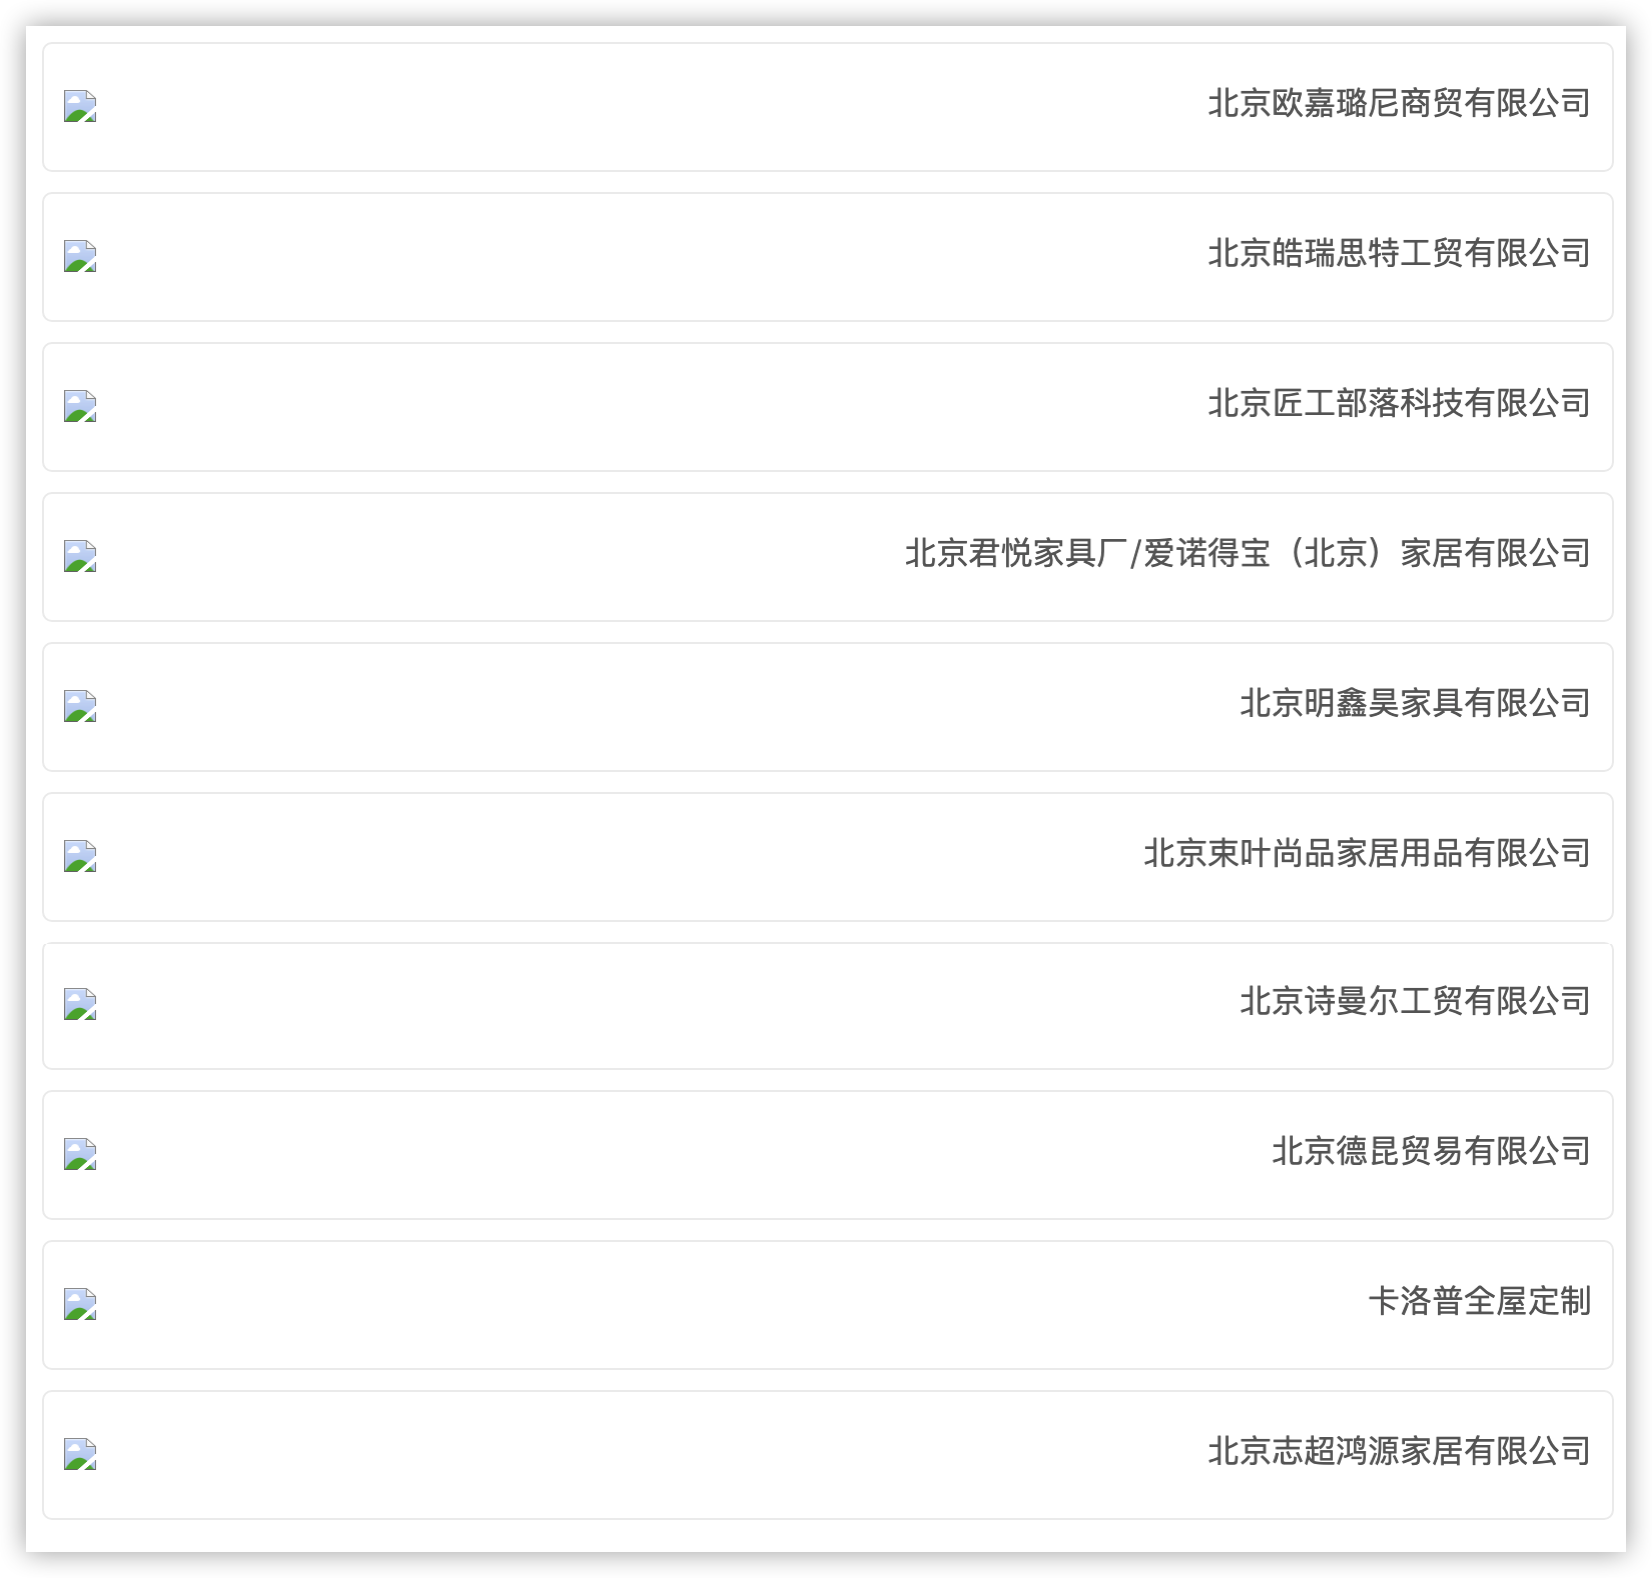 北京欧嘉璐尼商贸有限公司
北京皓瑞思特工贸有限公司
北京匠工部落科技有限公司
北京君悦家具厂/爱诺得宝（北京）家居有限公司
北京明鑫昊家具有限公司
北京束叶尚品家居用品有限公司
北京诗曼尔工贸有限公司
北京德昆贸易有限公司
卡洛普全屋定制
北京志超鸿源家居有限公司